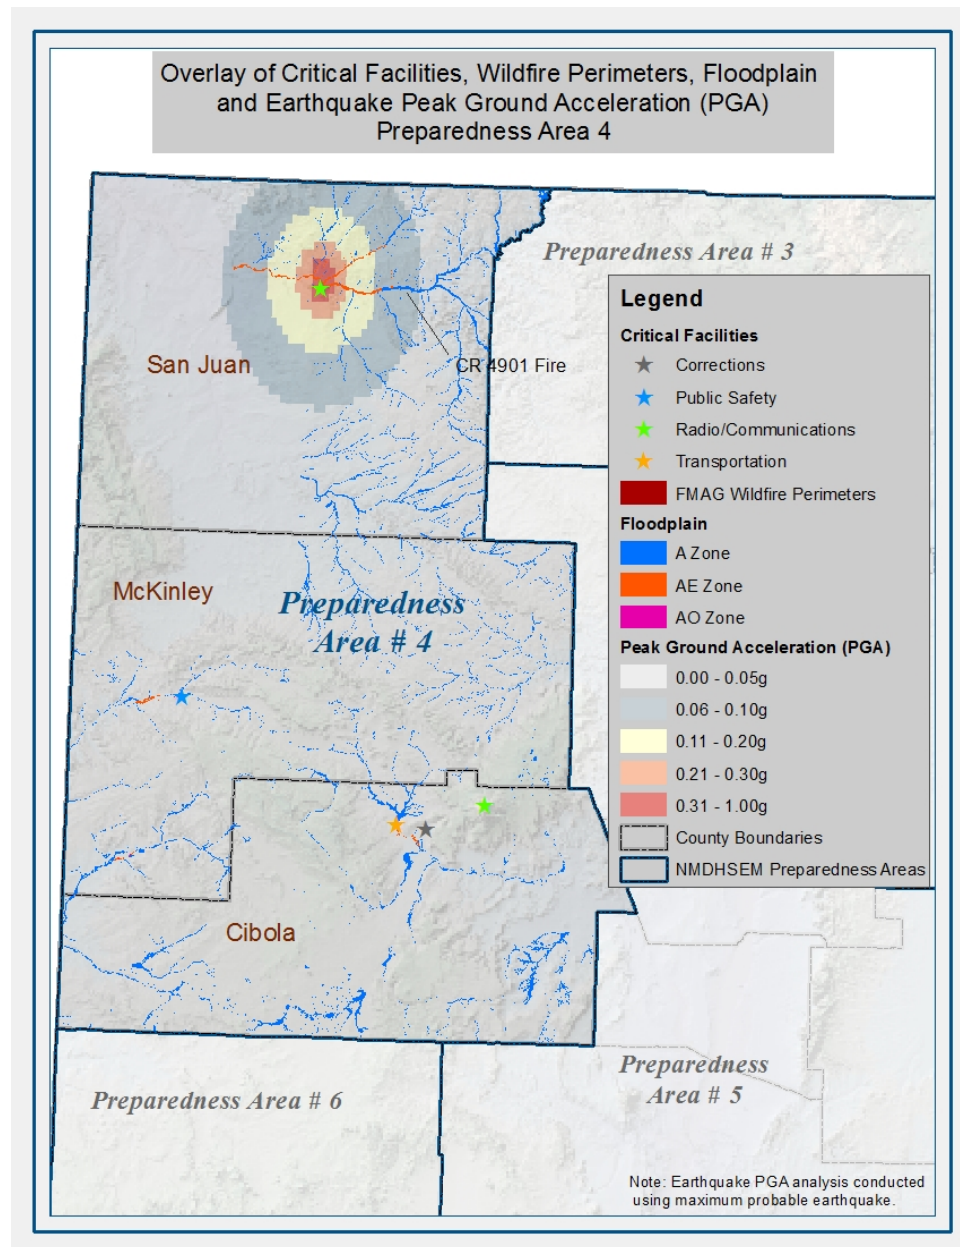 Overlay of Critical Facilities, Wildfire Perimeters, Floodplain
and Earthquake Peak Ground Acceleration (PGA)
Preparedness Area 4
Preparedness Area # 3
San Juan
CR 4901 Fire
McKinley
Preparedness
Area # 4
Cibola
Legend
Critical Facilities
Corrections
Public Safety
Radio/Communications
Transportation
FMAG Wildfire Perimeters
Floodplain
A Zone
AE Zone
AO Zone
Peak Ground Acceleration (PGA)
0.00 - 0.05g
0.06 - 0.10g
0.11 - 0.20g
0.21 - 0.30g
0.31 - 1.00g
County Boundaries
NMDHSEM Preparedness Areas
Preparedness
Area # 5
Preparedness Area # 6
Note: Earthquake PGA analysis conducted
using maximum probable earthquake.